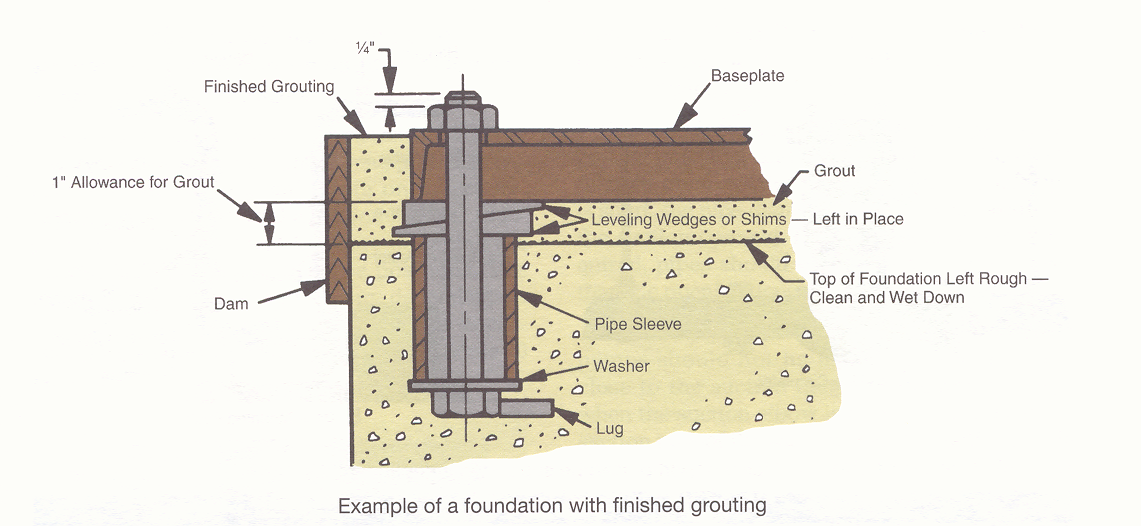 ¼"
Baseplate
Finished Grouting
Grout
1" Allowance for Grout
Leveling Wedges or Shims — Left in Place
Top of Foundation Left Rough —
Clean and Wet Down
Dam
Pipe Sleeve
Washer
Lug
Example of a foundation with finished grouting